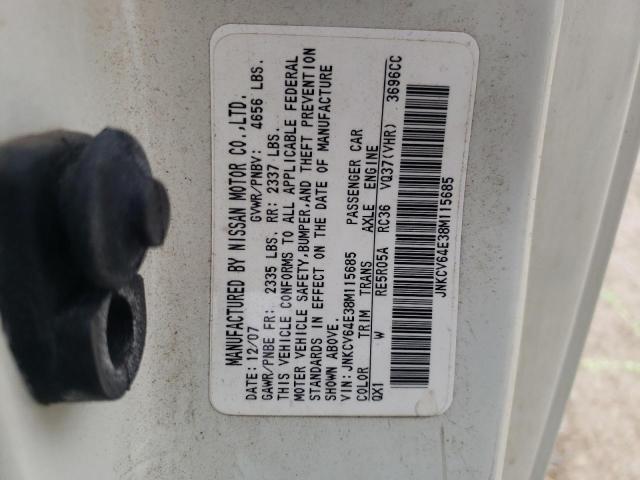 MANUFACTURED BY NISSAN MOTOR CO.,LTD.
DATE: 12/07 GVWR/PNBV: 4656 LBS.
GAWR/PNBE FR: 2335 LBS. RR: 2337 LBS.
THIS VEHICLE CONFORMS TO ALL APPLICABLE FEDERAL
MOTOR VEHICLE SAFETY,BUMPER,AND THEFT PREVENTION
STANDARDS IN EFFECT ON THE DATE OF MANUFACTURE
SHOWN ABOVE.
VIN: JNKCV64E38M115685 PASSENGER CAR
COLOR TRIM TRANS AXLE ENGINE
QX1 W RE5R05A RC36 VQ37(VHR) 3696CC
JNKCV64E38M115685